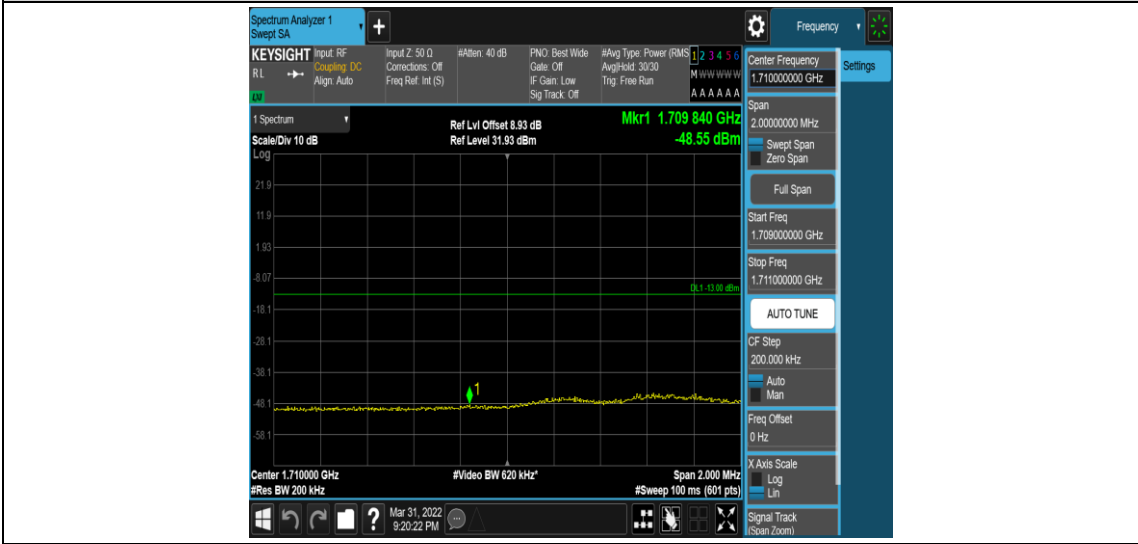 Spectrum Analyzer 1
Swept SA
+
Frequency
KEYSIGHT
RL
LW
Input: RF
Coupling: DC
Align: Auto
Input Z: 50 Ω
Corrections: Off
Freq Ref: Int (S)
#Atten: 40 dB
PNO: Best Wide
Gate: Off
IF Gain: Low
Sig Track: Off
#Avg Type: Power (RMS
Avg|Hold: 30/30
Trig: Free Run
1 2 3 4 5 6
M W W W W W
A A A A A A
1 Spectrum
Scale/Div 10 dB
Ref Lvl Offset 8.93 dB
Ref Level 31.93 dBm
Mkr1 1.709 840 GHz
-48.55 dBm
Log
21.9
11.9
1.93
-8.07
DL1 -13.00 dBm
-18.1
-28.1
-38.1
1
-48.1
-58.1
Center 1.710000 GHz
#Res BW 200 kHz
#Video BW 620 kHz*
Span 2.000 MHz
#Sweep 100 ms (601 pts)
?
Mar 31, 2022
9:20:22 PM
Center Frequency
1.710000000 GHz
Settings
Span
2.00000000 MHz
Swept Span
Zero Span
Full Span
Start Freq
1.709000000 GHz
Stop Freq
1.711000000 GHz
AUTO TUNE
CF Step
200.000 kHz
Auto
Man
Freq Offset
0 Hz
X Axis Scale
Log
Lin
Signal Track
(Span Zoom)